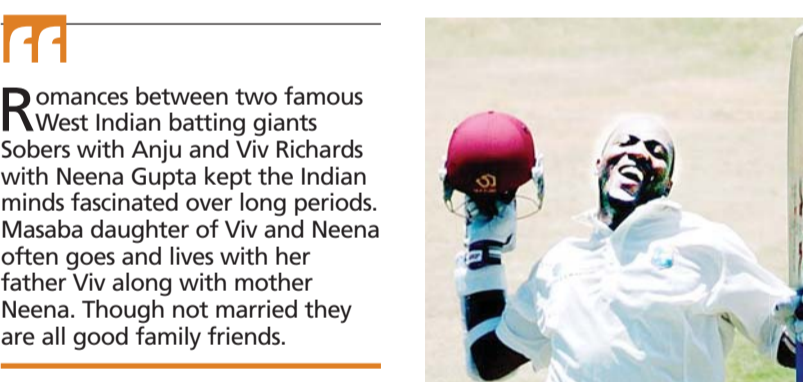 Romances between two famous
West Indian batting giants
Sobers with Anju and Viv Richards
with Neena Gupta kept the Indian
minds fascinated over long periods.
Masaba daughter of Viv and Neena
often goes and lives with her
father Viv along with mother
Neena. Though not married they
are all good family friends.